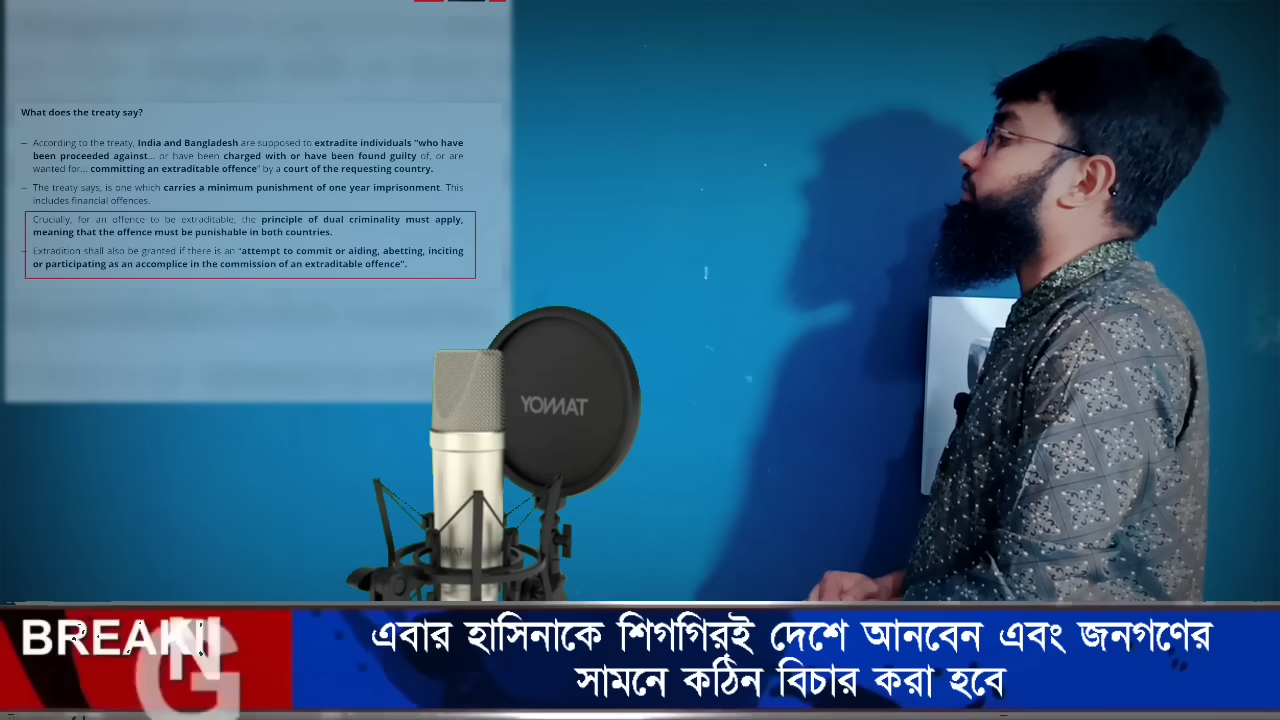 What does the treaty say?
– According to the treaty, India and Bangladesh are supposed to extradite individuals "who have
been proceeded against... or have been charged with or have been found guilty of, or are
wanted for... committing an extraditable offence" by a court of the requesting country.
– The treaty says, is one which carries a minimum punishment of one year imprisonment. This
includes financial offences.
Crucially, for an offence to be extraditable, the principle of dual criminality must apply,
meaning that the offence must be punishable in both countries.
– Extradition shall also be granted if there is an "attempt to commit or aiding, abetting, inciting
or participating as an accomplice in the commission of an extraditable offence".
YOMAT
BREAKING
এবার হাসিনাকে শিগগিরই দেশে আনবেন এবং জনগণের
সামনে কঠিন বিচার করা হবে